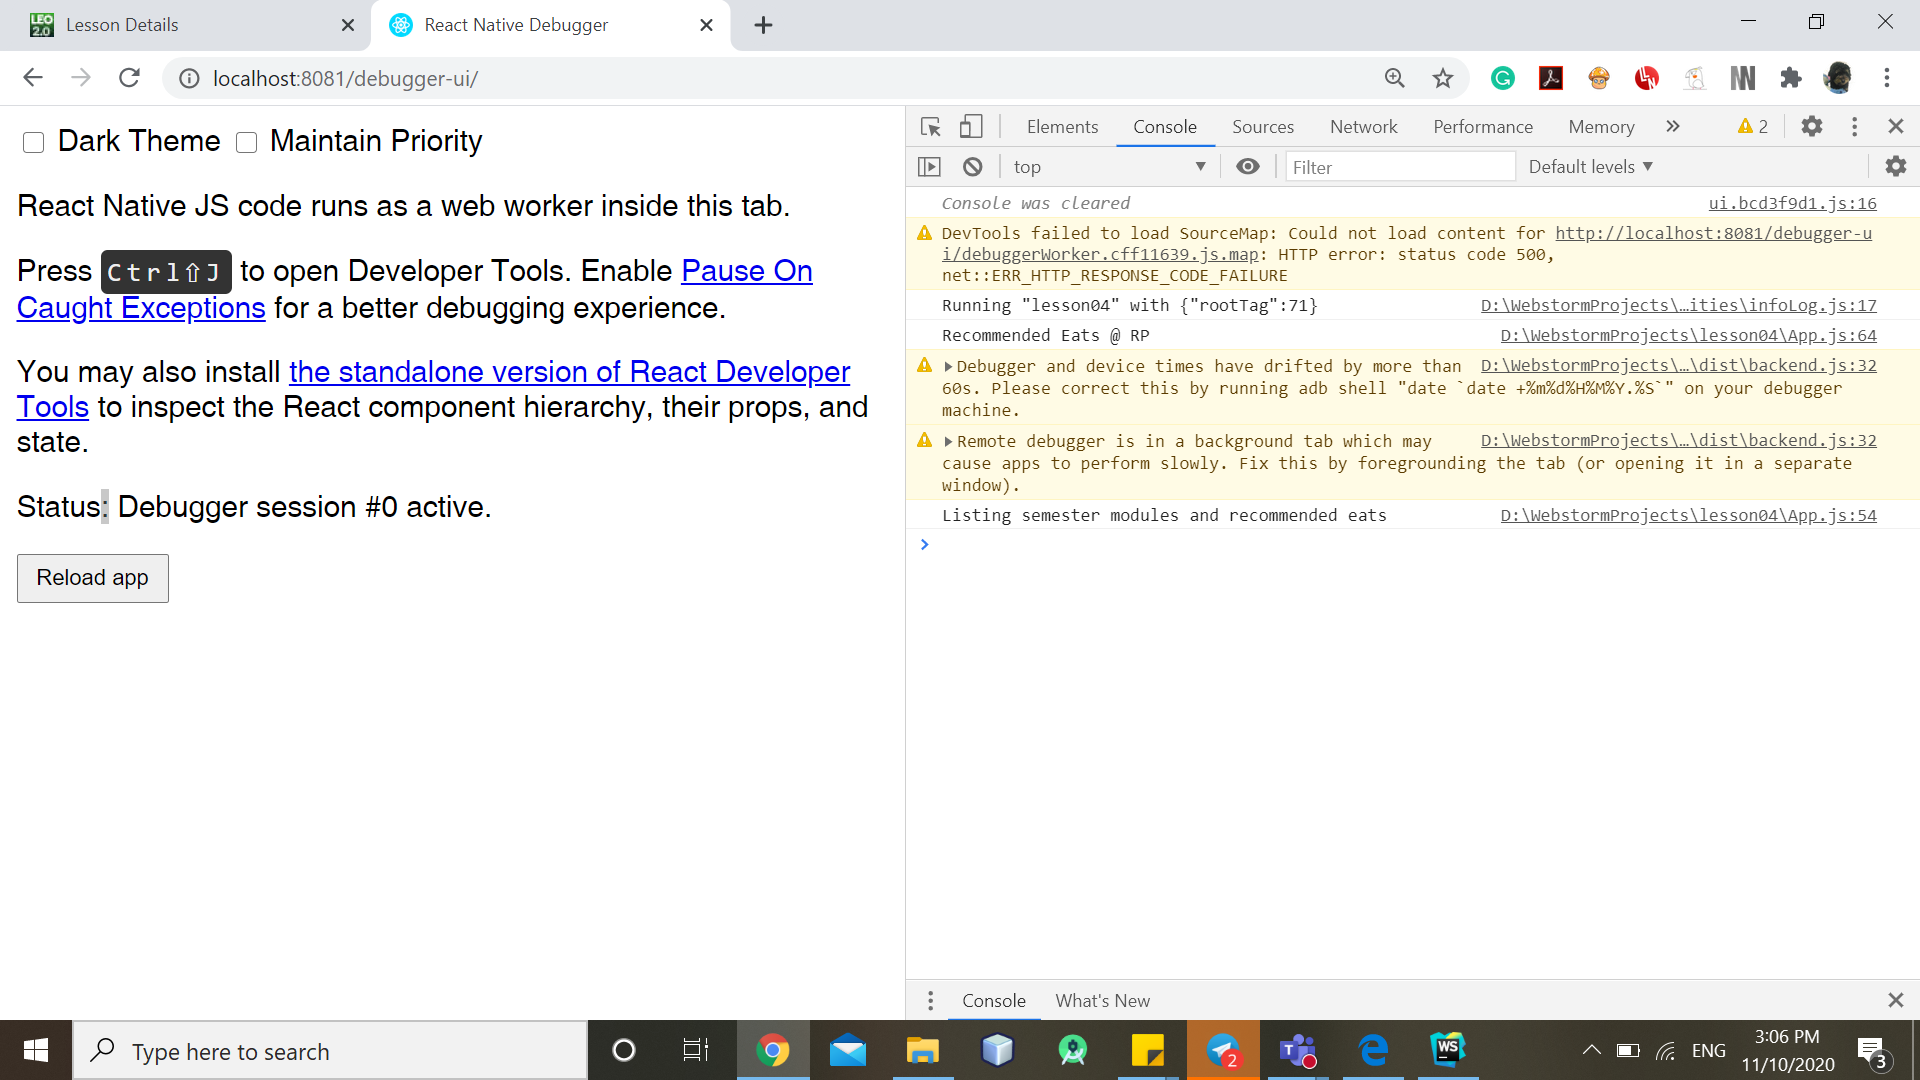 LEO 2.0 Lesson Details
React Native Debugger
localhost:8081/debugger-ui/
Dark Theme Maintain Priority
React Native JS code runs as a web worker inside this tab.
Press Ctrl⇧J to open Developer Tools. Enable Pause On
Caught Exceptions for a better debugging experience.
You may also install the standalone version of React Developer
Tools to inspect the React component hierarchy, their props, and
state.
Status: Debugger session #0 active.
Reload app
Elements Console Sources Network Performance Memory 2
top Filter Default levels
Console was cleared ui.bcd3f9d1.js:16
DevTools failed to load SourceMap: Could not load content for http://localhost:8081/debugger-u
i/debuggerWorker.cff11639.js.map: HTTP error: status code 500,
net::ERR_HTTP_RESPONSE_CODE_FAILURE
Running "lesson04" with {"rootTag":71} D:\WebstormProjects\…ities\infoLog.js:17
Recommended Eats @ RP D:\WebstormProjects\lesson04\App.js:64
Debugger and device times have drifted by more than D:\WebstormProjects\…\dist\backend.js:32
60s. Please correct this by running adb shell "date `date +%m%d%H%M%Y.%S`" on your debugger
machine.
Remote debugger is in a background tab which may D:\WebstormProjects\…\dist\backend.js:32
cause apps to perform slowly. Fix this by foregrounding the tab (or opening it in a separate
window).
Listing semester modules and recommended eats D:\WebstormProjects\lesson04\App.js:54
Console What's New
Type here to search
2
WS
ENG
3:06 PM
11/10/2020
3